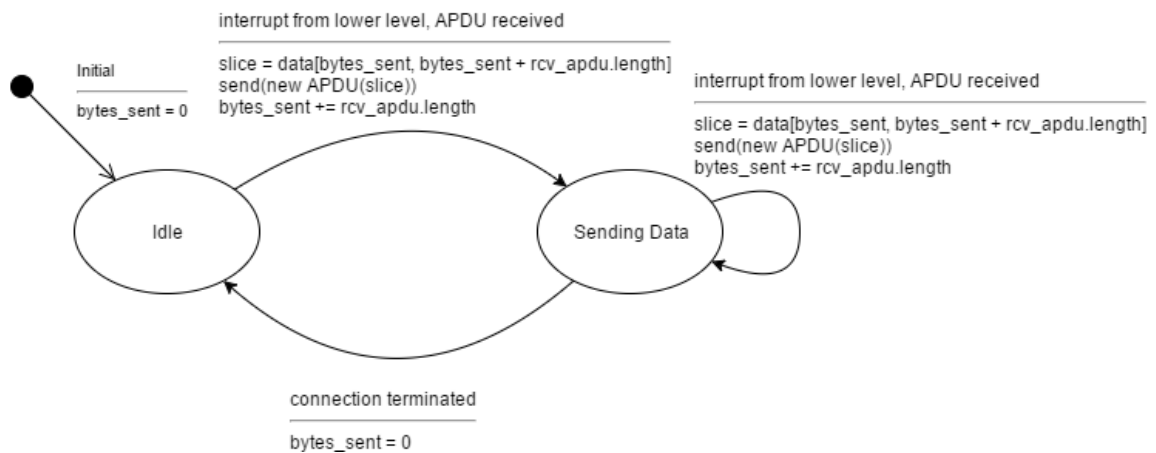 interrupt from lower level, APDU received
slice = data[bytes_sent, bytes_sent + rcv_apdu.length]
send(new APDU(slice))
bytes_sent += rcv_apdu.length
Initial
bytes_sent = 0
interrupt from lower level, APDU received
slice = data[bytes_sent, bytes_sent + rcv_apdu.length]
send(new APDU(slice))
bytes_sent += rcv_apdu.length
Idle
Sending Data
connection terminated
bytes_sent = 0